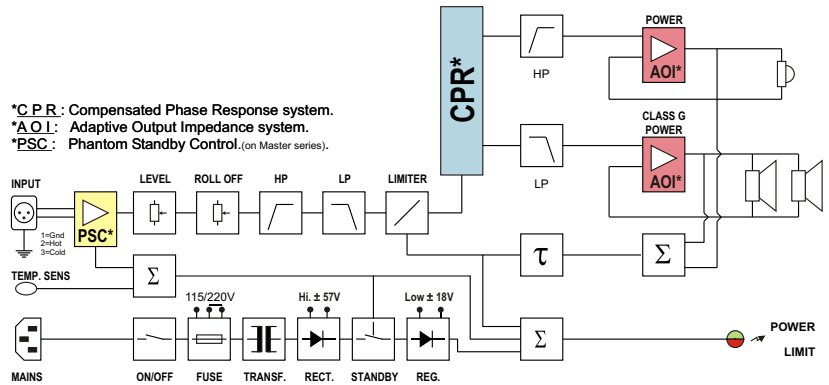 POWER
CPR*
AOI*
HP
*C P R : Compensated Phase Response system.
*A O I : Adaptive Output Impedance system.
*PSC : Phantom Standby Control.(on Master series).
CLASS G
POWER
AOI*
LP
INPUT
LEVEL
ROLL OFF
HP
LP
LIMITER
PSC*
1=Gnd
2=Hot
3=Cold
τ
Σ
TEMP. SENS
Σ
115/220V
Hi. ± 57V
Low ± 18V
Σ
POWER
LIMIT
MAINS
ON/OFF
FUSE
TRANSF.
RECT.
STANDBY
REG.